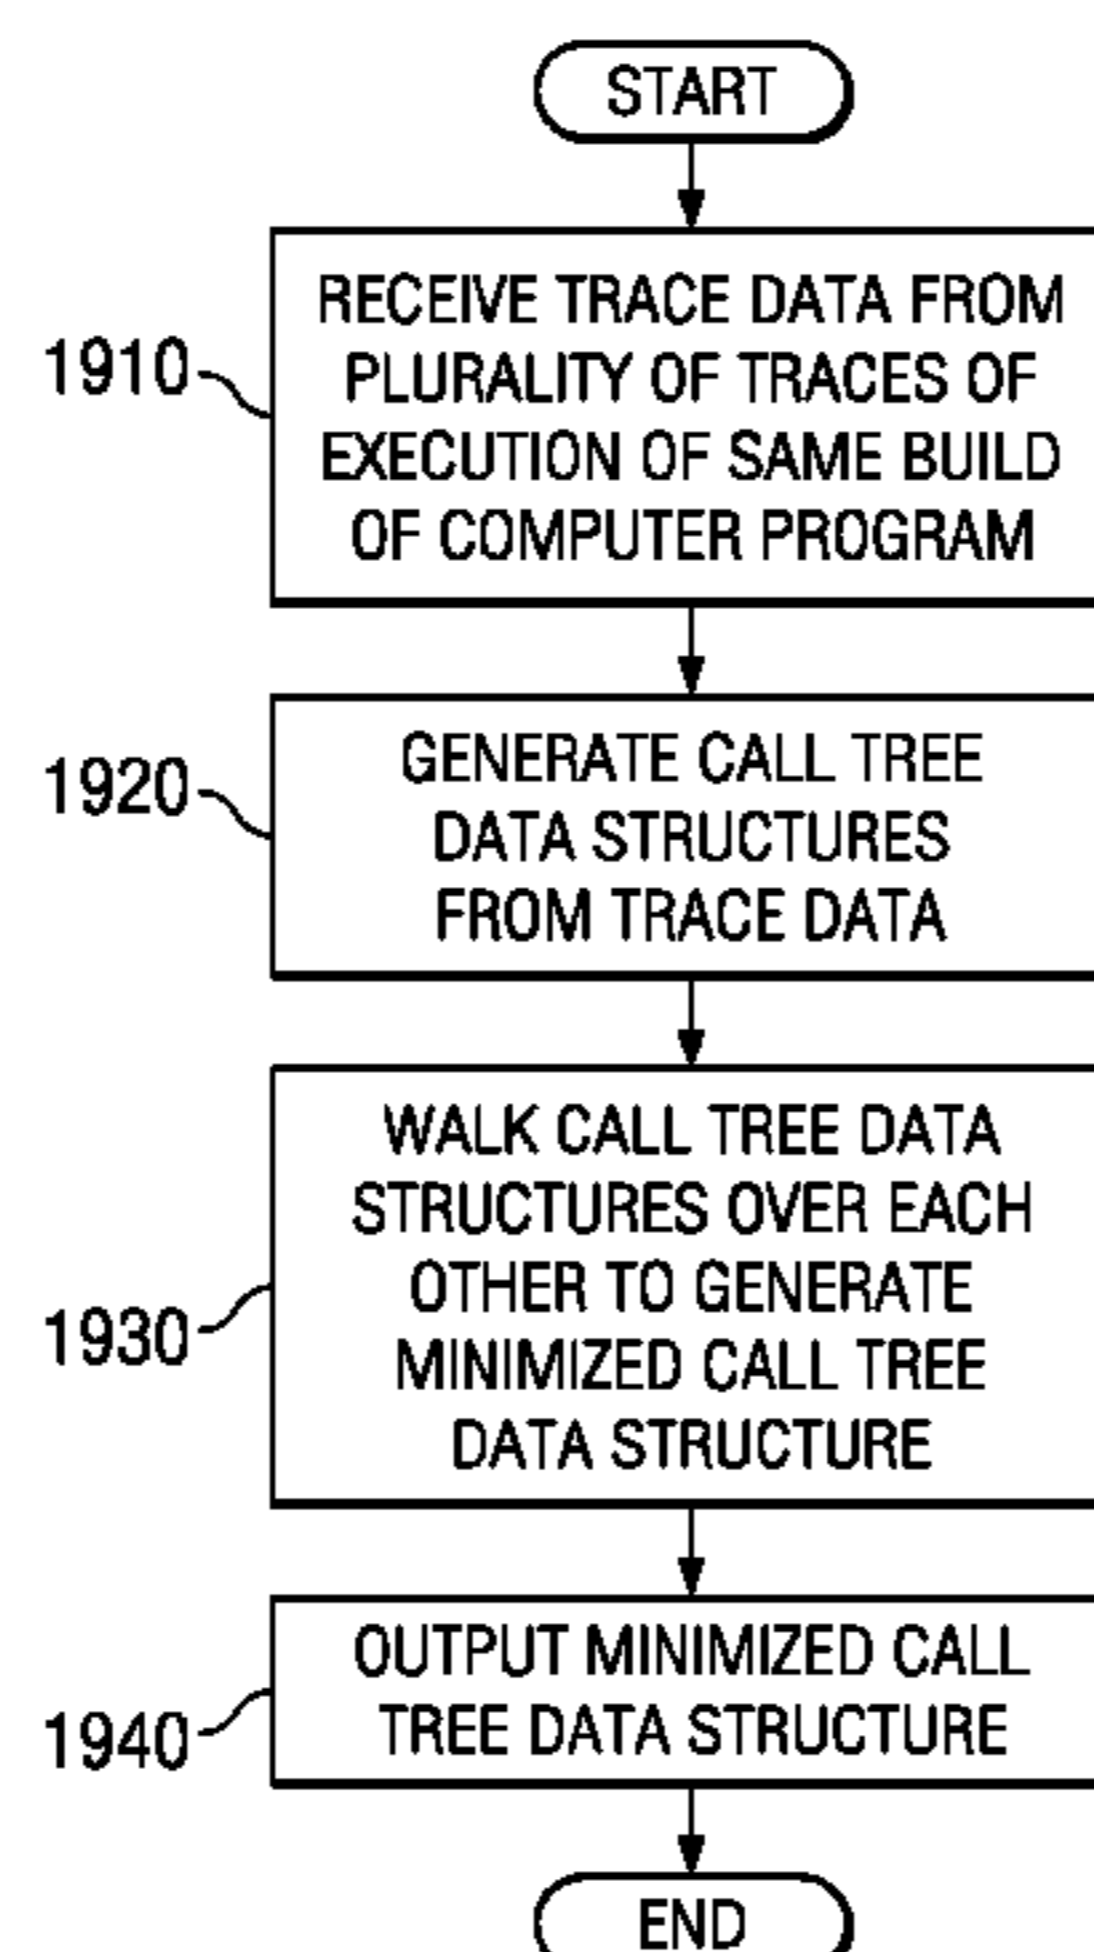 START
1910
RECEIVE TRACE DATA FROM
PLURALITY OF TRACES OF
EXECUTION OF SAME BUILD
OF COMPUTER PROGRAM
1920
GENERATE CALL TREE
DATA STRUCTURES
FROM TRACE DATA
1930
WALK CALL TREE DATA
STRUCTURES OVER EACH
OTHER TO GENERATE
MINIMIZED CALL TREE
DATA STRUCTURE
1940
OUTPUT MINIMIZED CALL
TREE DATA STRUCTURE
END